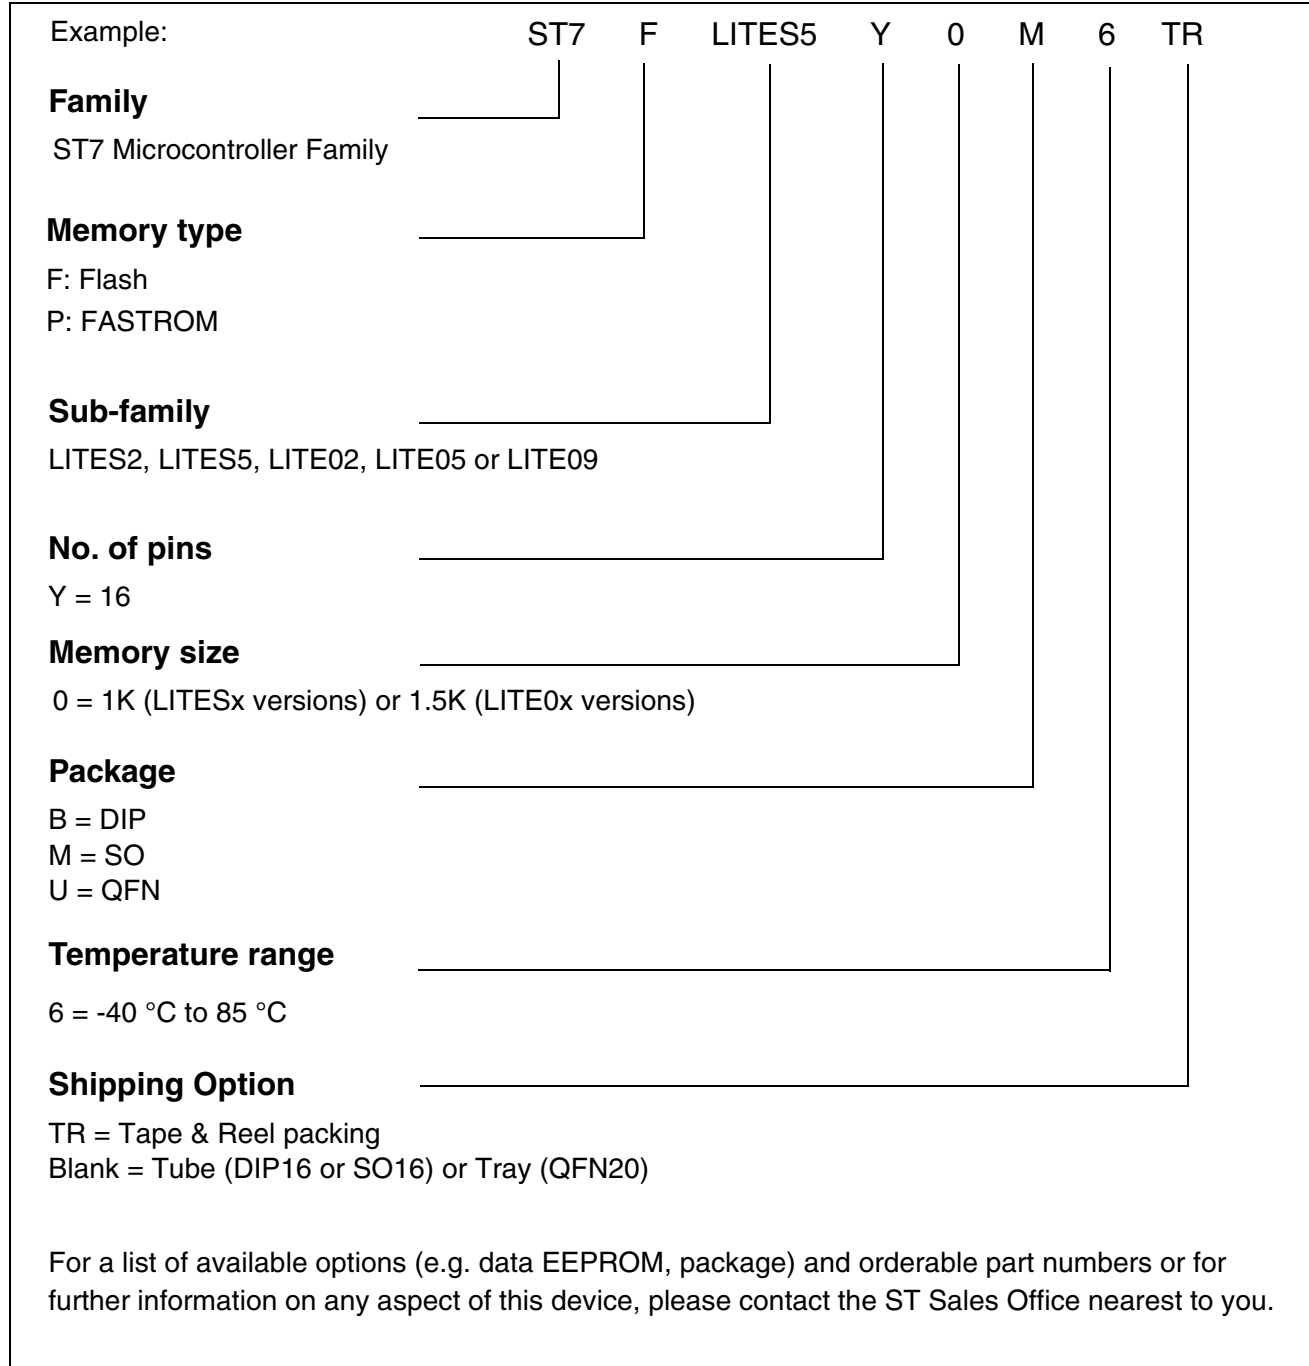 Example: ST7 F LITES5 Y 0 M 6 TR
Family
ST7 Microcontroller Family
Memory type
F: Flash
P: FASTROM
Sub-family
LITES2, LITES5, LITE02, LITE05 or LITE09
No. of pins
Y = 16
Memory size
0 = 1K (LITESx versions) or 1.5K (LITE0x versions)
Package
B = DIP
M = SO
U = QFN
Temperature range
6 = -40 °C to 85 °C
Shipping Option
TR = Tape & Reel packing
Blank = Tube (DIP16 or SO16) or Tray (QFN20)
For a list of available options (e.g. data EEPROM, package) and orderable part numbers or for
further information on any aspect of this device, please contact the ST Sales Office nearest to you.